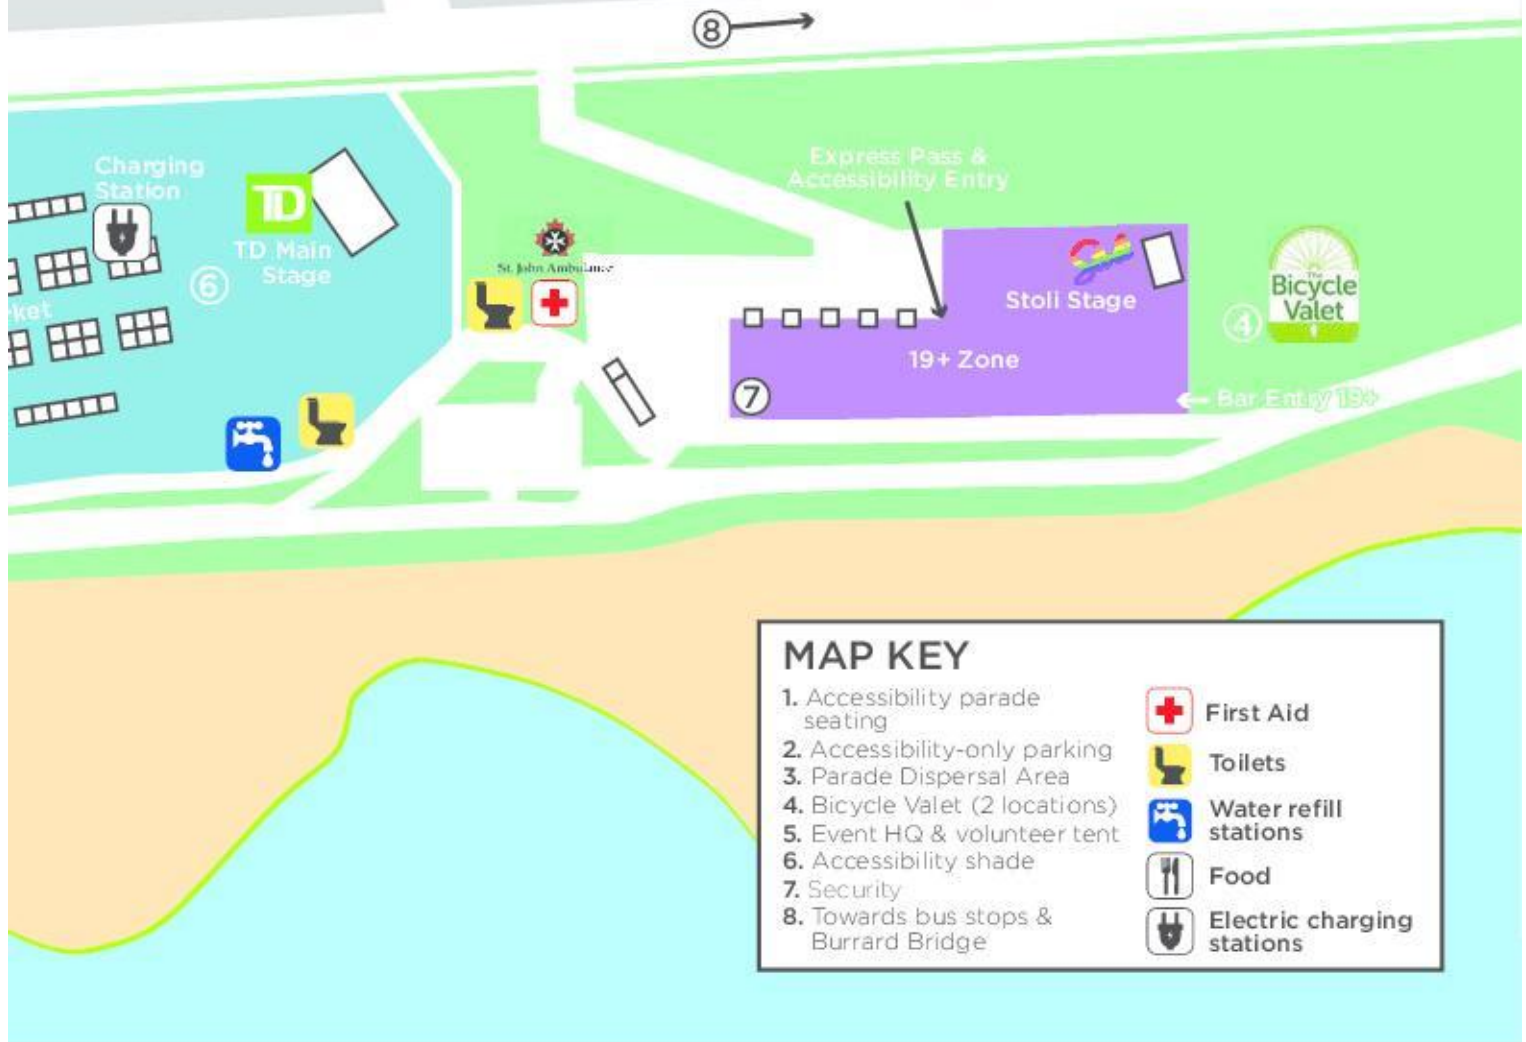 8
Charging
Station
TD
TD Main
Stage
6
ket
St. John Ambulance
Express Pass &
Accessibility Entry
Stoli
Stoli Stage
19+ Zone
7
4
The
Bicycle
Valet
Bar Entry 19+
MAP KEY
1. Accessibility parade
seating
2. Accessibility-only parking
3. Parade Dispersal Area
4. Bicycle Valet (2 locations)
5. Event HQ & volunteer tent
6. Accessibility shade
7. Security
8. Towards bus stops &
Burrard Bridge
First Aid
Toilets
Water refill
stations
Food
Electric charging
stations